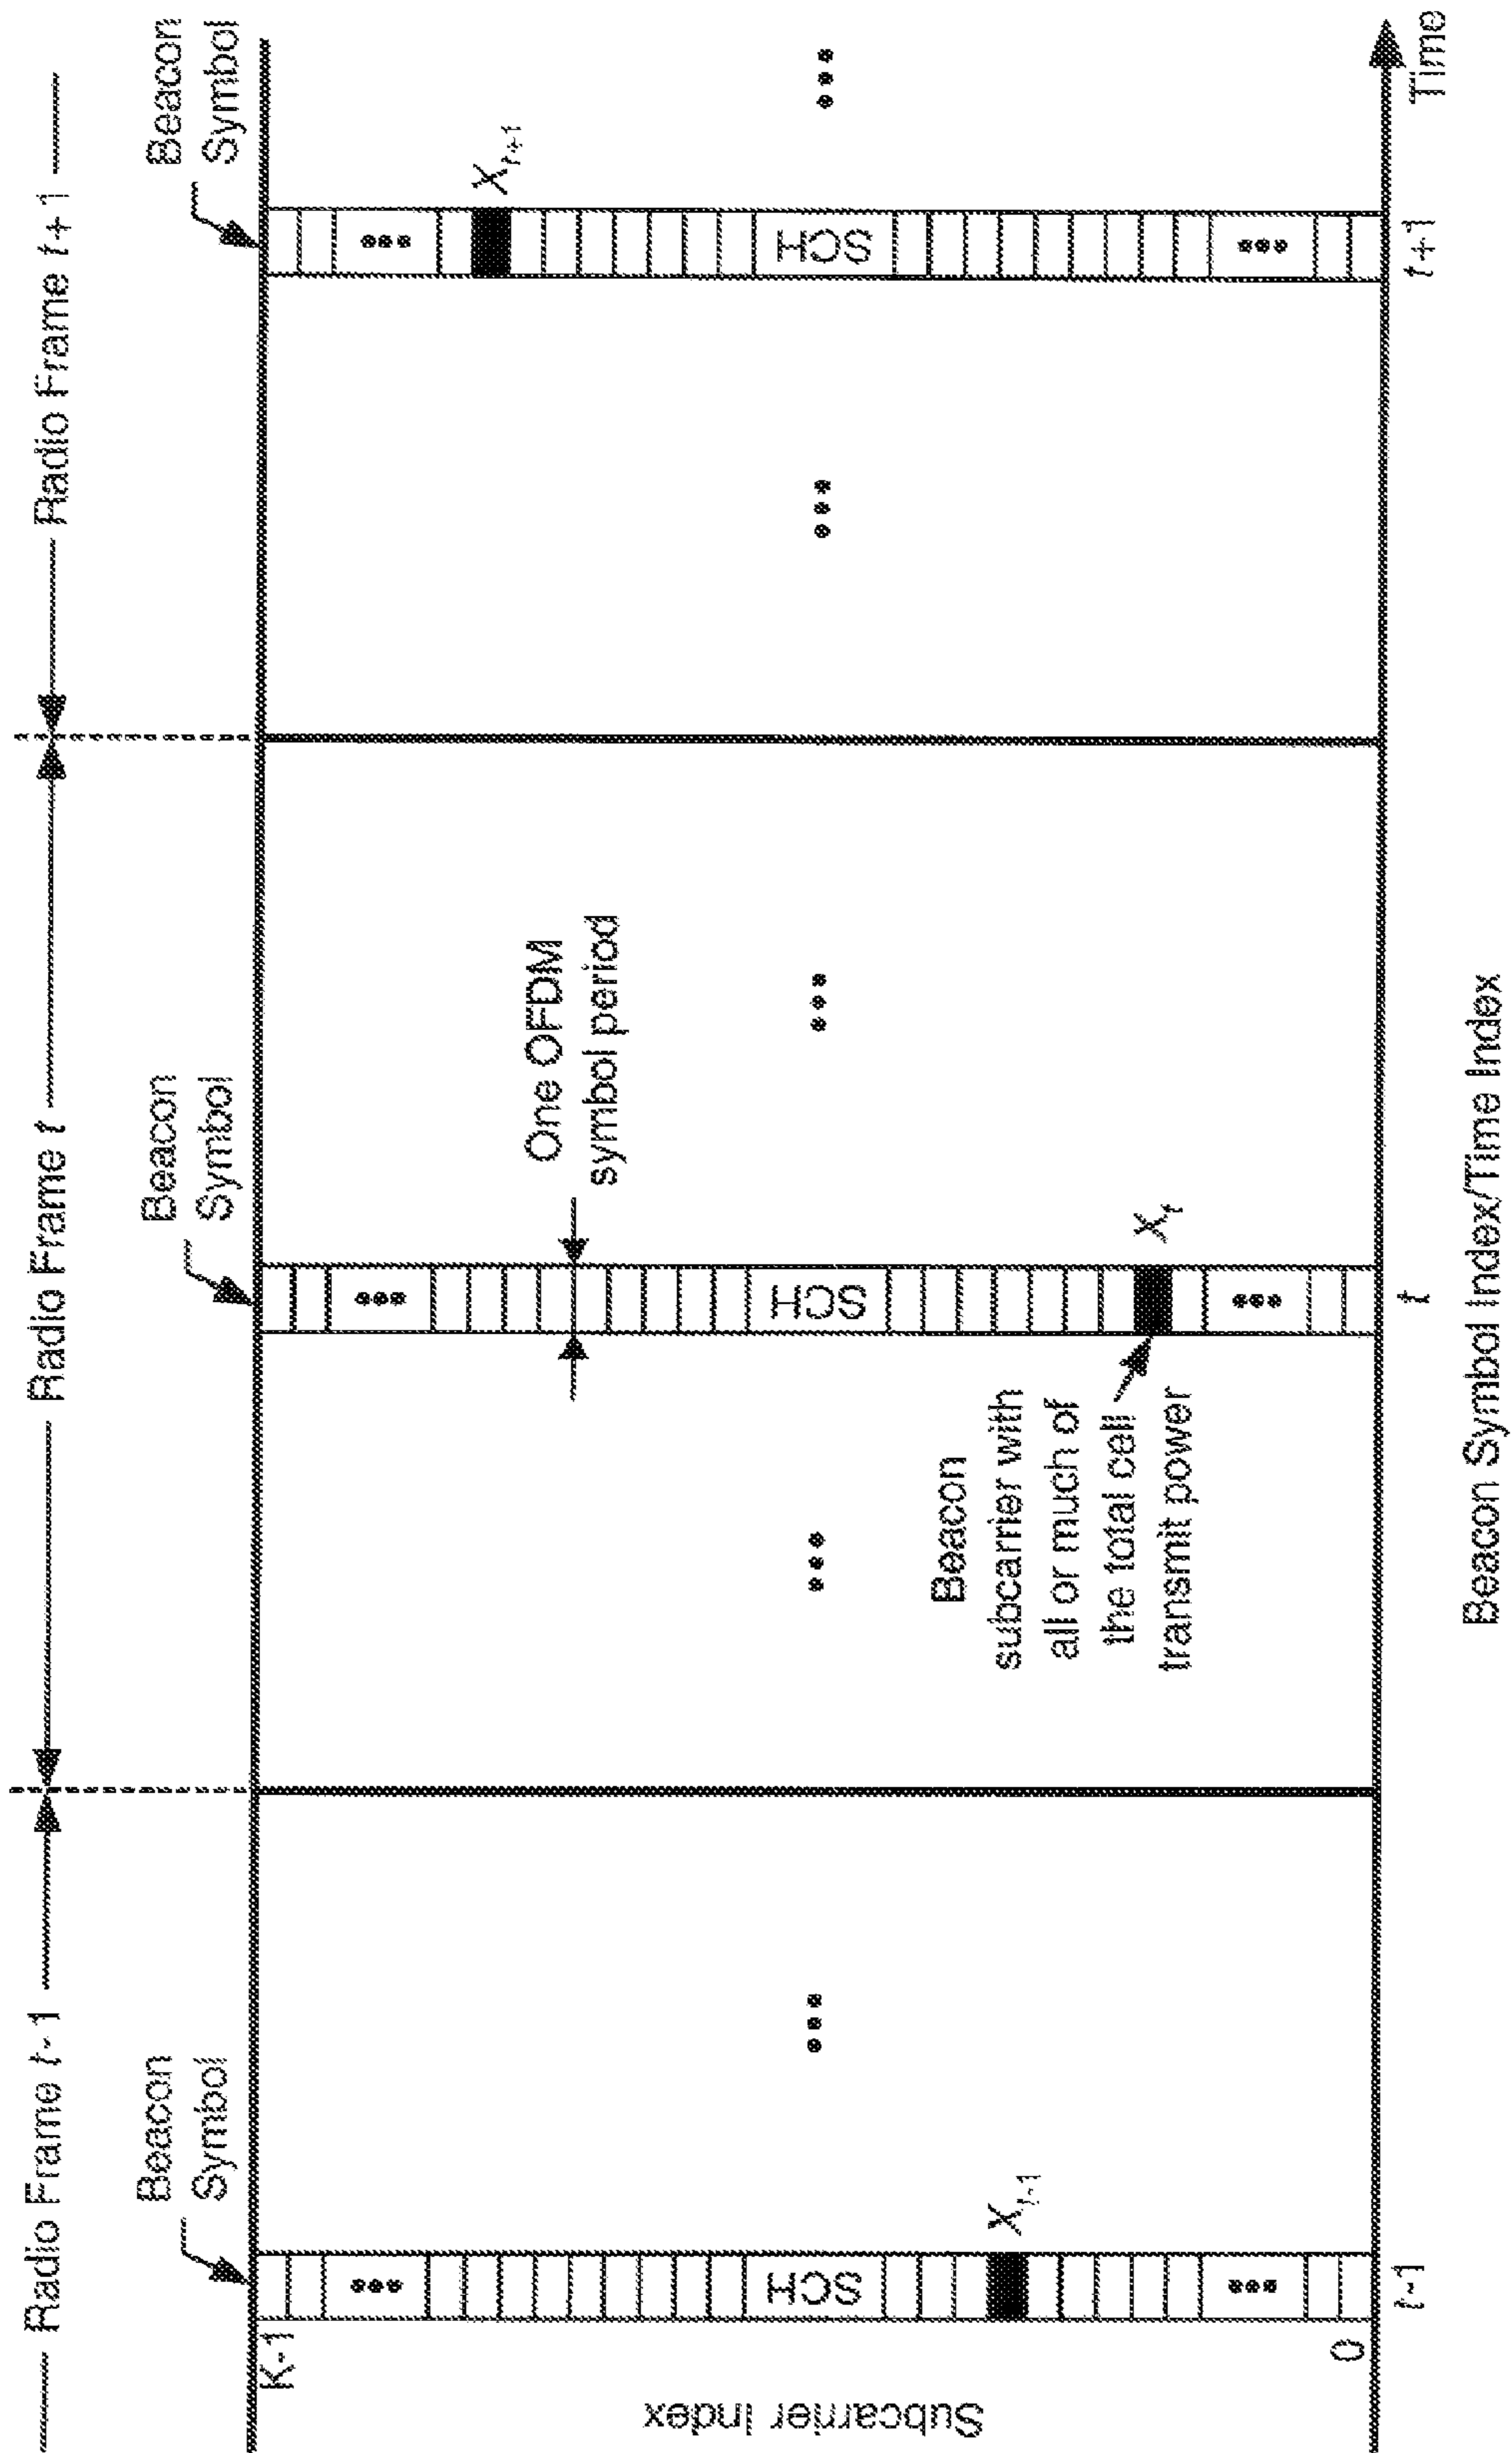 Radio Frame t-1
Radio Frame t
Radio Frame t+1
Beacon
Symbol
Beacon
Symbol
Beacon
Symbol
K-1
Subcarrier Index
0
SCH
X_{t-1}
One OFDM
symbol period
SCH
X_t
Beacon
subcarrier with
all or much of
the total cell
transmit power
SCH
X_{t+1}
t-1
t
t+1
Time
Beacon Symbol Index/Time Index